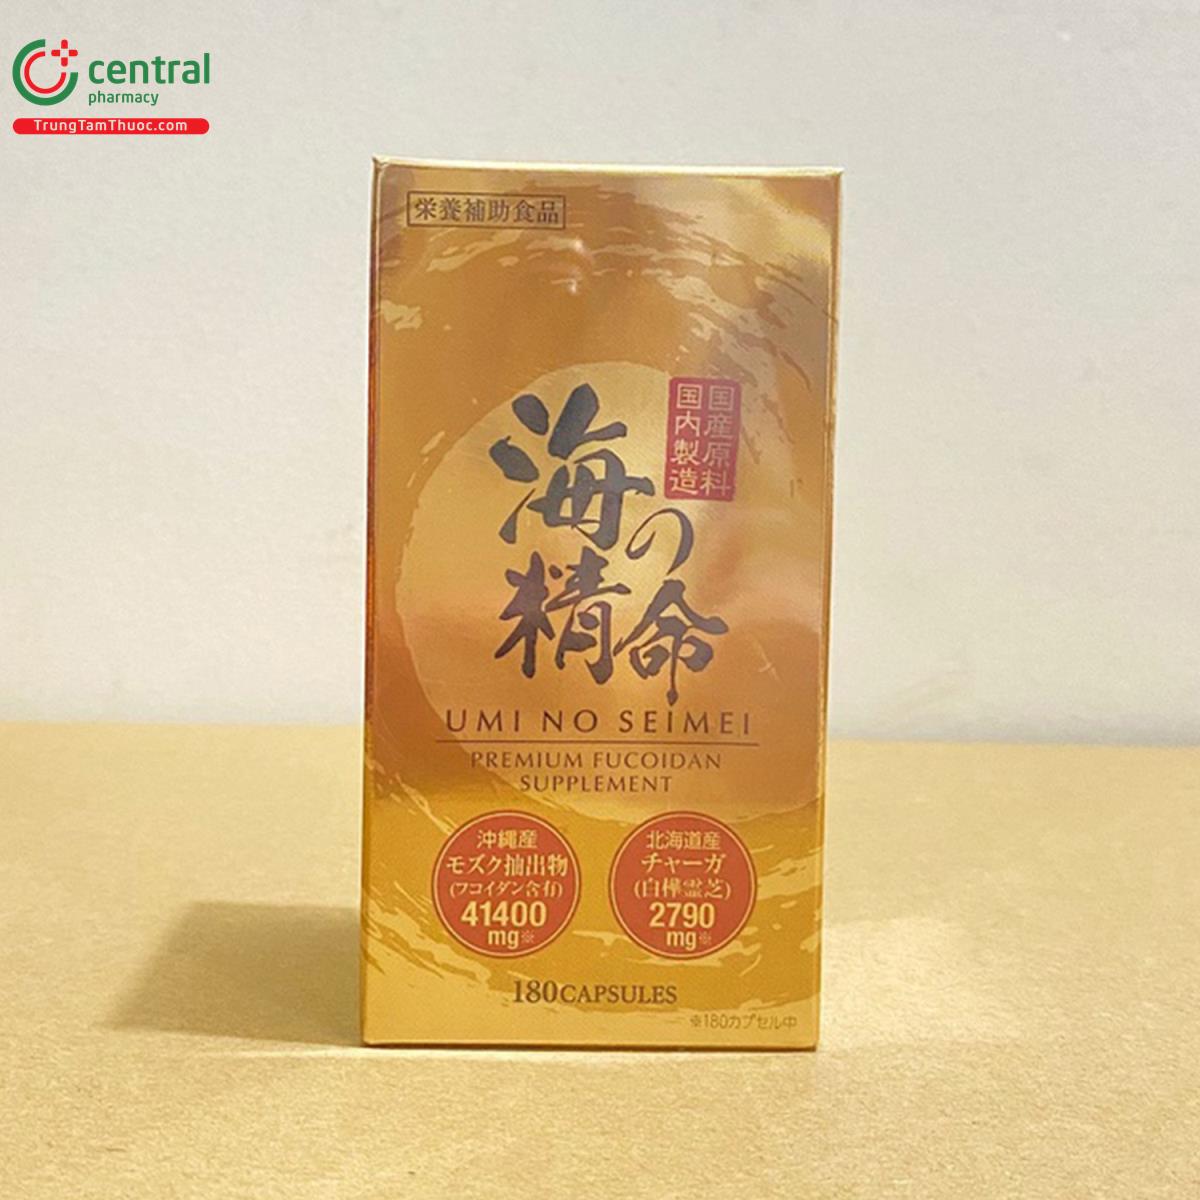 central
pharmacy
TrungTamThuoc.com
栄養補助食品
国産原料
国内製造
海の
精命
UMI NO SEIMEI
PREMIUM FUCOIDAN
SUPPLEMENT
沖縄産
モズク抽出物
(フコイダン含有)
41400
mg※
北海道産
チャーガ
(白樺霊芝)
2790
mg※
180CAPSULES
※180カプセル中